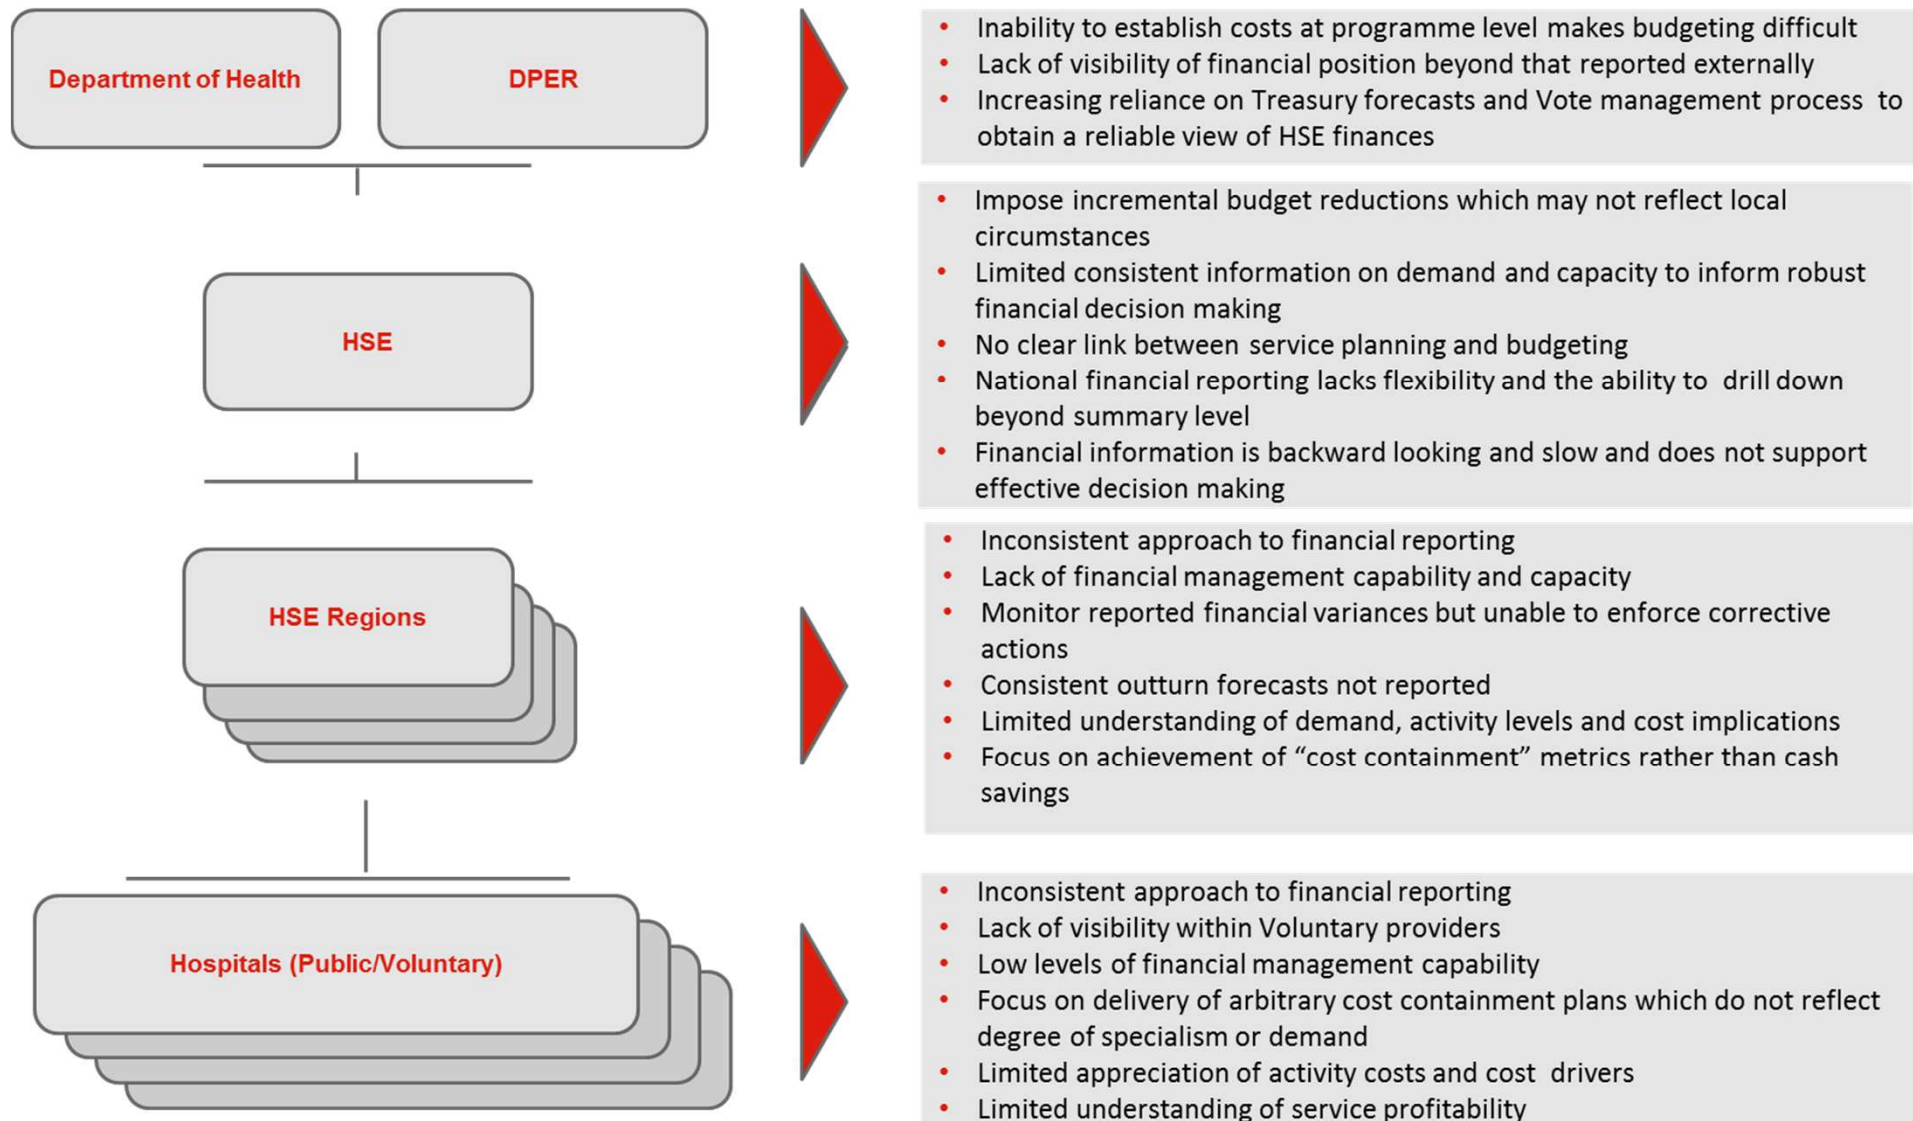 Department of Health
DPER
• Inability to establish costs at programme level makes budgeting difficult
• Lack of visibility of financial position beyond that reported externally
• Increasing reliance on Treasury forecasts and Vote management process to
obtain a reliable view of HSE finances
HSE
• Impose incremental budget reductions which may not reflect local
circumstances
• Limited consistent information on demand and capacity to inform robust
financial decision making
• No clear link between service planning and budgeting
• National financial reporting lacks flexibility and the ability to drill down
beyond summary level
• Financial information is backward looking and slow and does not support
effective decision making
HSE Regions
• Inconsistent approach to financial reporting
• Lack of financial management capability and capacity
• Monitor reported financial variances but unable to enforce corrective
actions
• Consistent outturn forecasts not reported
• Limited understanding of demand, activity levels and cost implications
• Focus on achievement of “cost containment” metrics rather than cash
savings
Hospitals (Public/Voluntary)
• Inconsistent approach to financial reporting
• Lack of visibility within Voluntary providers
• Low levels of financial management capability
• Focus on delivery of arbitrary cost containment plans which do not reflect
degree of specialism or demand
• Limited appreciation of activity costs and cost drivers
• Limited understanding of service profitability